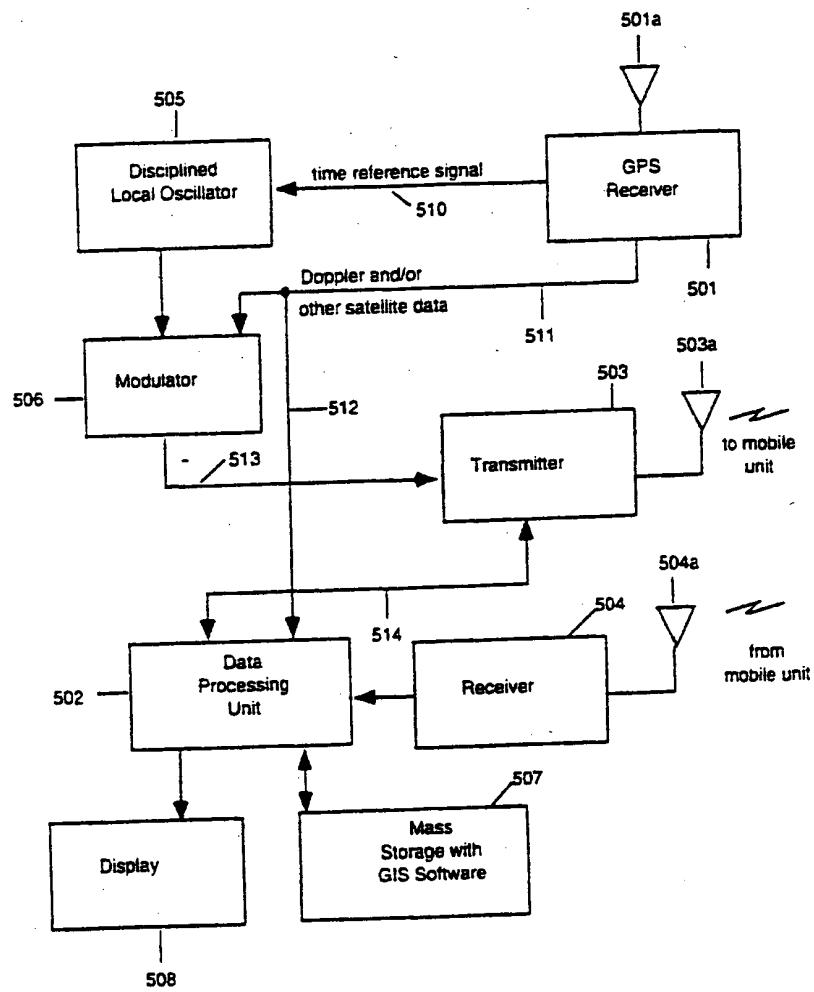 501a
505
Disciplined
Local Oscillator
time reference signal
510
GPS
Receiver
501
Doppler and/or
other satellite data
511
503a
506
Modulator
512
503
to mobile
unit
513
Transmitter
504a
514
504
from
mobile unit
502
Data
Processing
Unit
Receiver
507
Display
Mass
Storage with
GIS Software
508